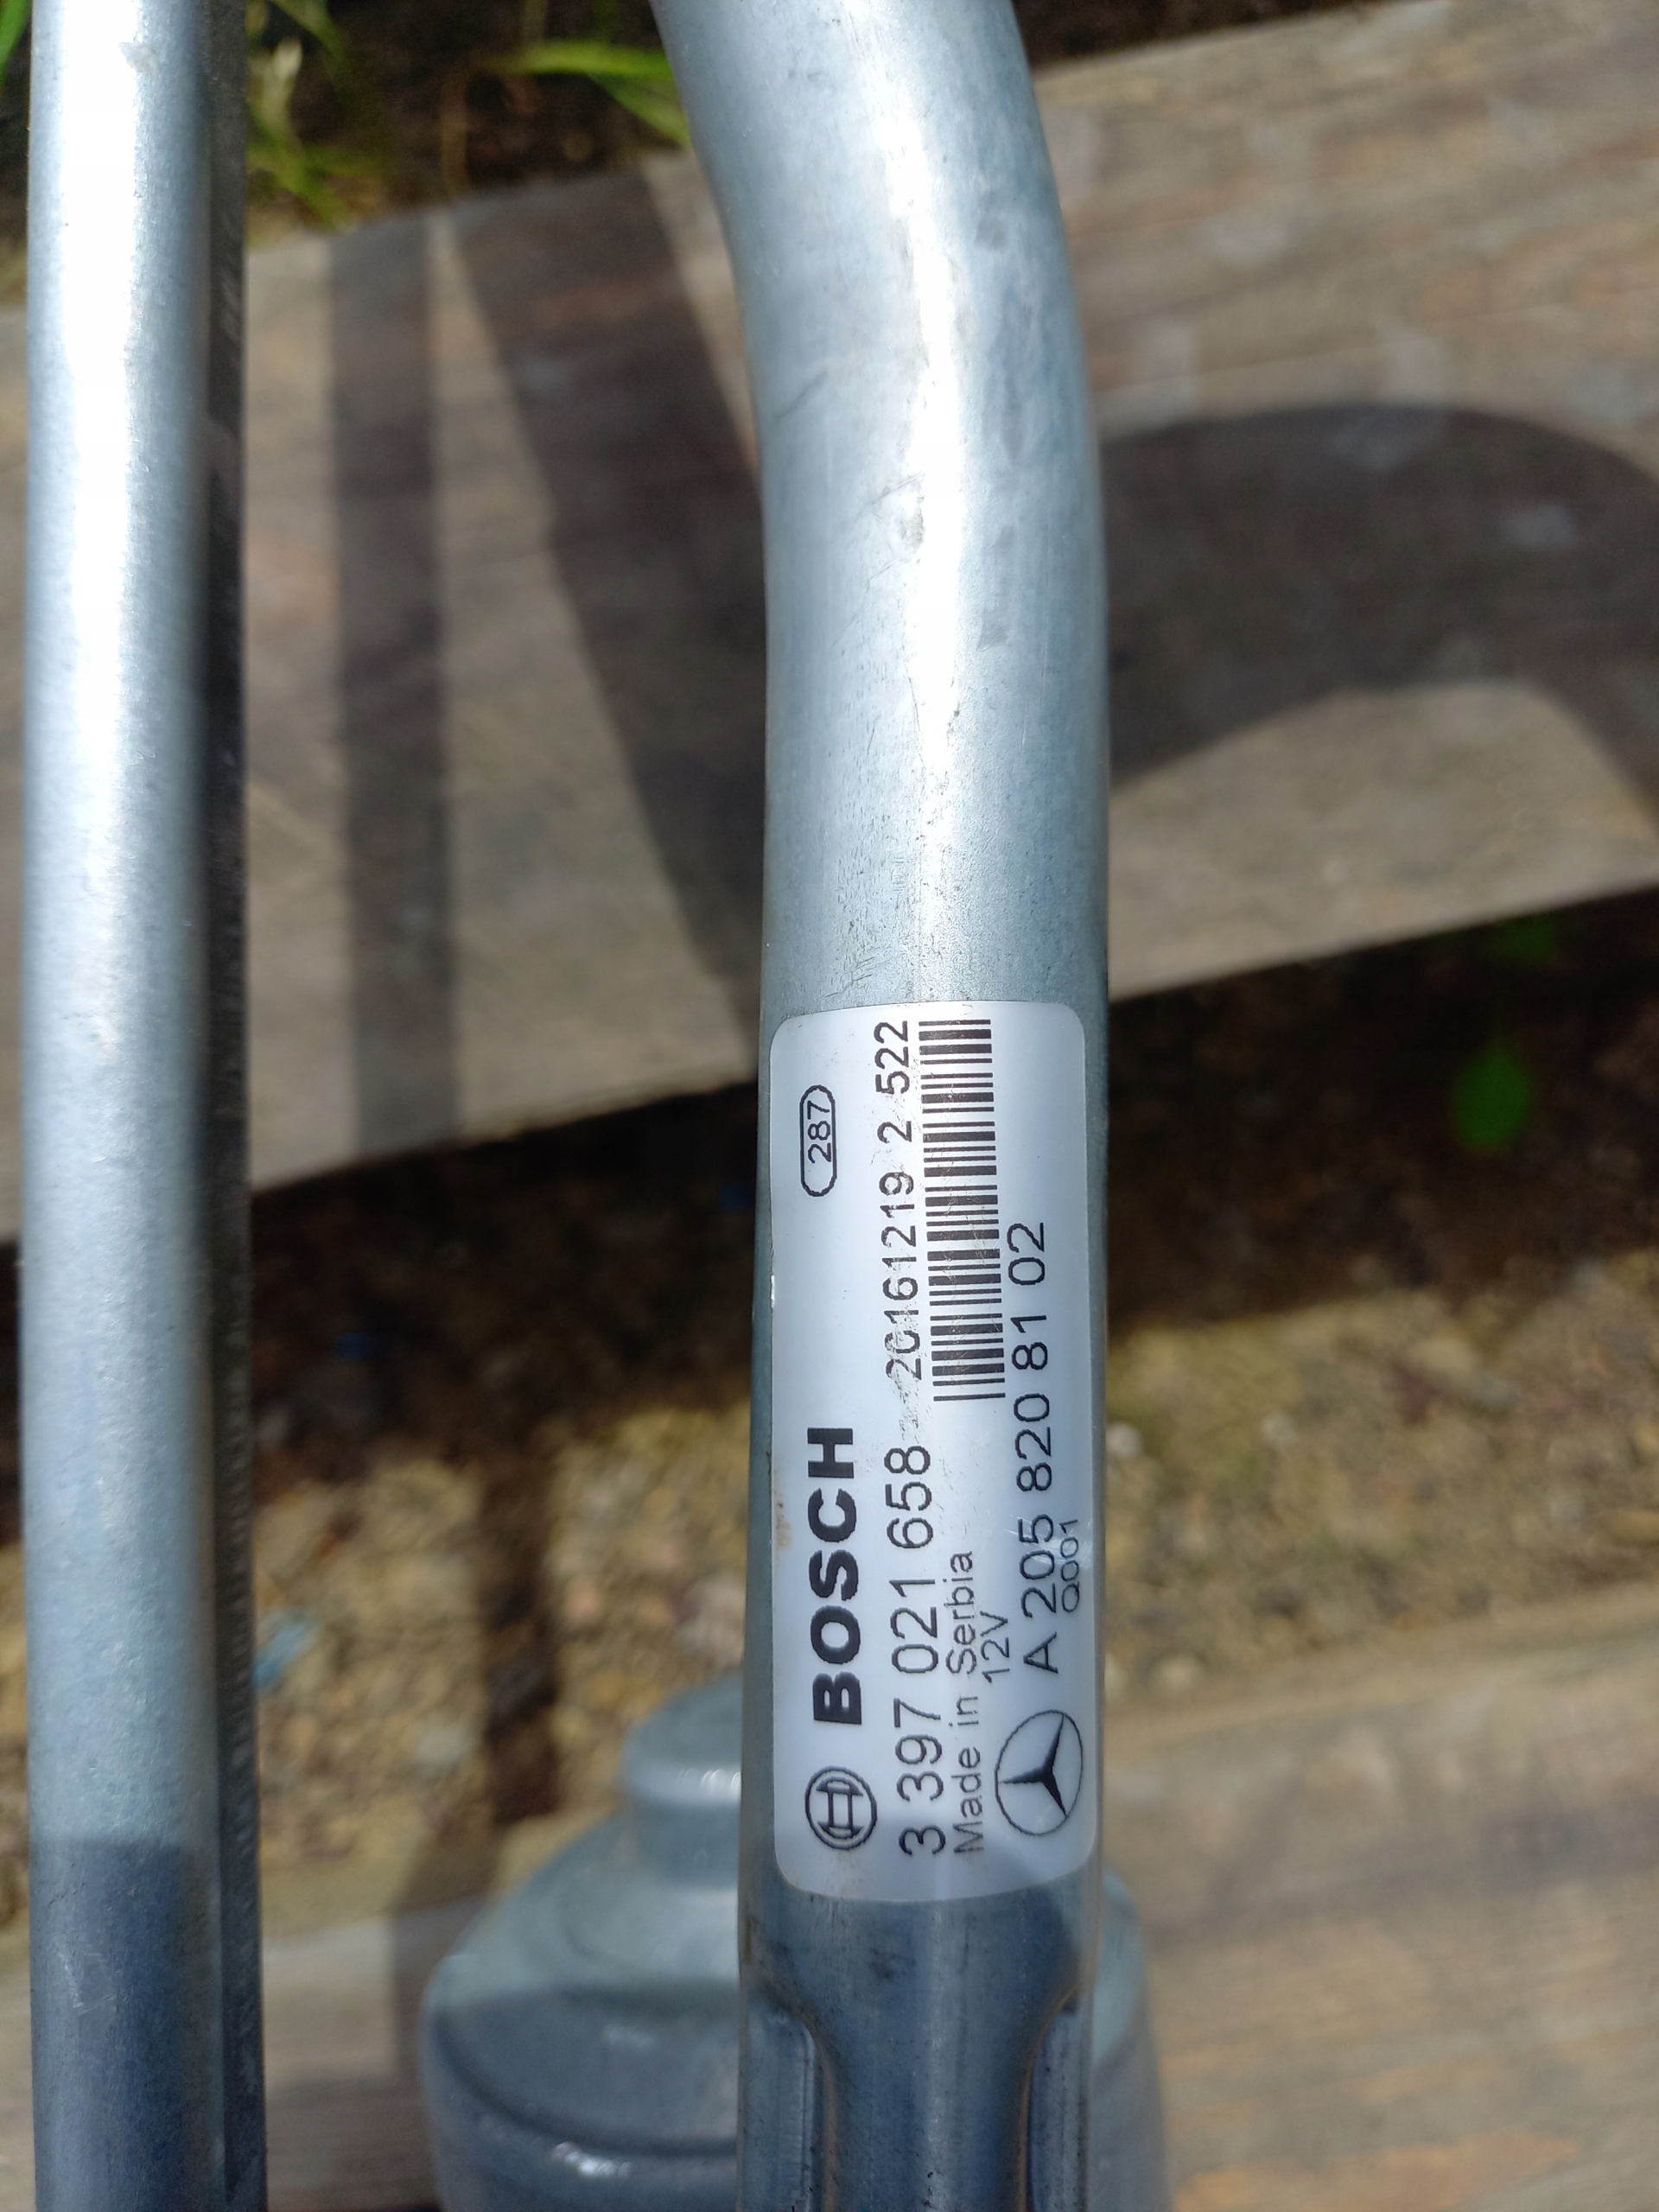 BOSCH 287
3 397 021 658 20161219 2 522
Made in Serbia
12V
A 205 820 81 02
Q001